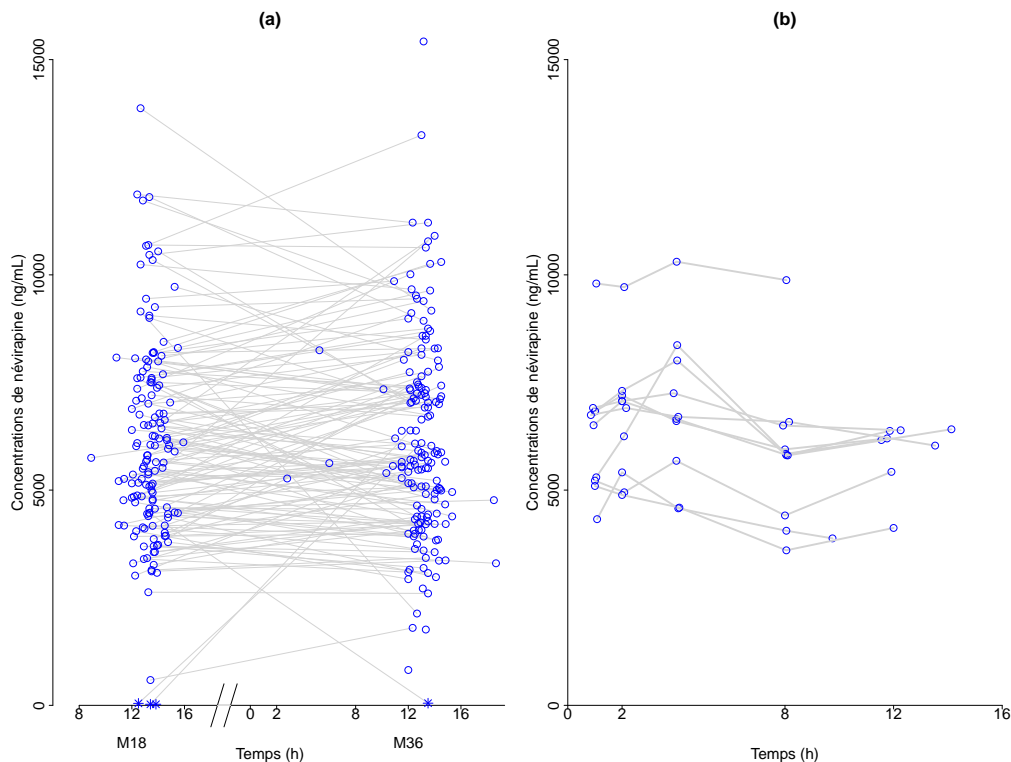 (a)
Concentrations de névirapine (ng/mL)
15000
10000
5000
0
8
12
16
0
2
8
12
16
M18
M36
Temps (h)
(b)
Concentrations de névirapine (ng/mL)
15000
10000
5000
0
0
2
8
12
16
Temps (h)